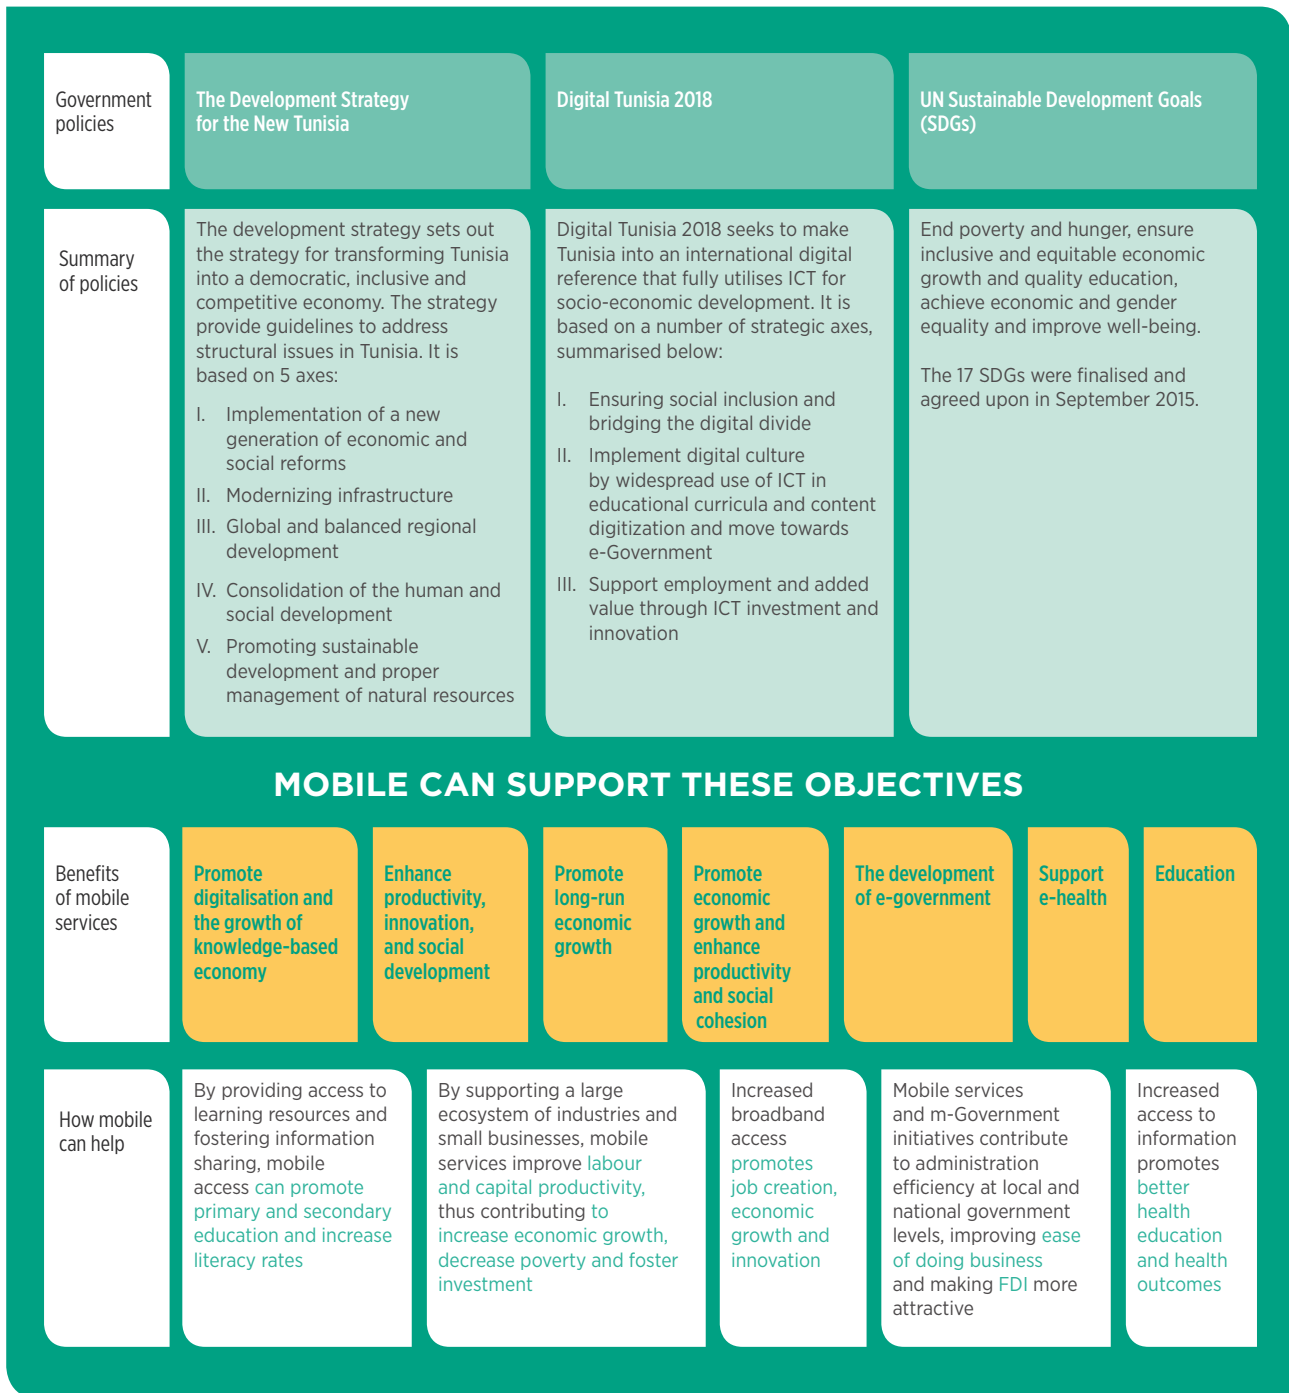 Government
policies
The Development Strategy
for the New Tunisia
Digital Tunisia 2018
UN Sustainable Development Goals
(SDGs)
Summary
of policies
The development strategy sets out
the strategy for transforming Tunisia
into a democratic, inclusive and
competitive economy. The strategy
provide guidelines to address
structural issues in Tunisia. It is
based on 5 axes:
I. Implementation of a new
generation of economic and
social reforms
II. Modernizing infrastructure
III. Global and balanced regional
development
IV. Consolidation of the human and
social development
V. Promoting sustainable
development and proper
management of natural resources
Digital Tunisia 2018 seeks to make
Tunisia into an international digital
reference that fully utilises ICT for
socio-economic development. It is
based on a number of strategic axes,
summarised below:
I. Ensuring social inclusion and
bridging the digital divide
II. Implement digital culture
by widespread use of ICT in
educational curricula and content
digitization and move towards
e-Government
III. Support employment and added
value through ICT investment and
innovation
End poverty and hunger, ensure
inclusive and equitable economic
growth and quality education,
achieve economic and gender
equality and improve well-being.
The 17 SDGs were finalised and
agreed upon in September 2015.
MOBILE CAN SUPPORT THESE OBJECTIVES
Benefits
of mobile
services
Promote
digitalisation and
the growth of
knowledge-based
economy
Enhance
productivity,
innovation,
and social
development
Promote
long-run
economic
growth
Promote
economic
growth and
enhance
productivity
and social
cohesion
The development
of e-government
Support
e-health
Education
How mobile
can help
By providing access to
learning resources and
fostering information
sharing, mobile
access can promote
primary and secondary
education and increase
literacy rates
By supporting a large
ecosystem of industries and
small businesses, mobile
services improve labour
and capital productivity,
thus contributing to
increase economic growth,
decrease poverty and foster
investment
Increased
broadband
access
promotes
job creation,
economic
growth and
innovation
Mobile services
and m-Government
initiatives contribute
to administration
efficiency at local and
national government
levels, improving ease
of doing business
and making FDI more
attractive
Increased
access to
information
promotes
better
health
education
and health
outcomes